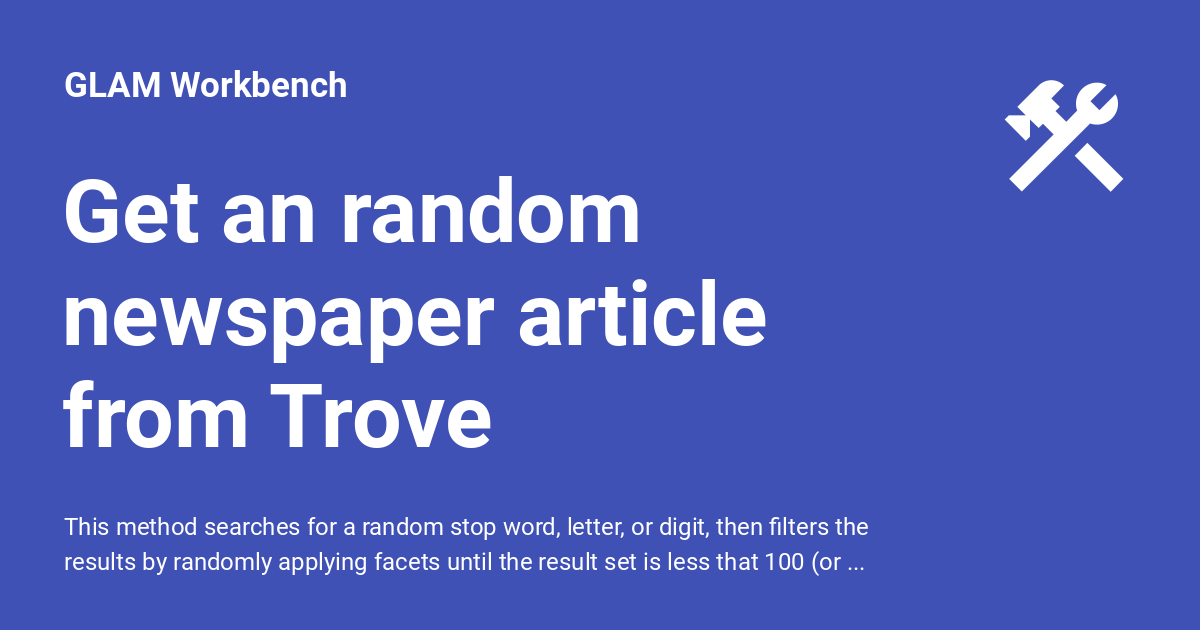 GLAM Workbench
Get an random
newspaper article
from Trove
This method searches for a random stop word, letter, or digit, then filters the
results by randomly applying facets until the result set is less that 100 (or ...